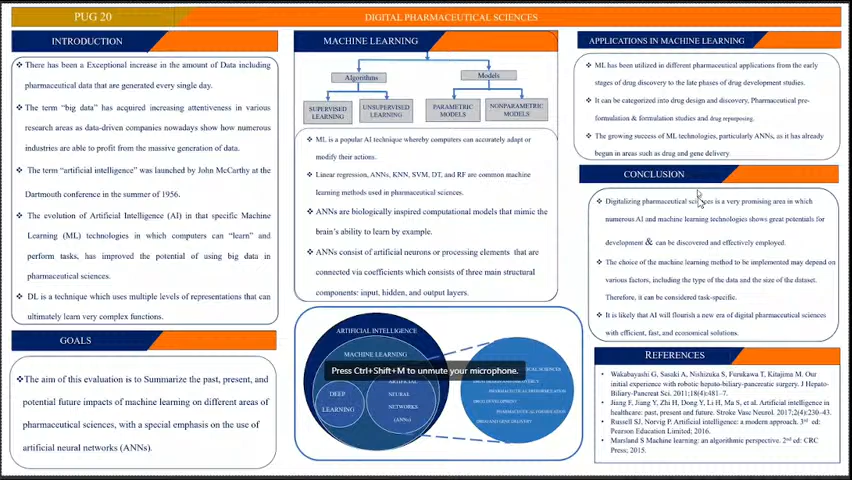 PUG 20
DIGITAL PHARMACEUTICAL SCIENCES
INTRODUCTION
There has been a Exceptional increase in the amount of Data including
pharmaceutical data that are generated every single day.
The term “big data” has acquired increasing attentiveness in various
research areas as data-driven companies nowadays show how numerous
industries are able to profit from the massive generation of data.
The term “artificial intelligence” was launched by John McCarthy at the
Dartmouth conference in the summer of 1956.
The evolution of Artificial Intelligence (AI) in that specific Machine
Learning (ML) technologies in which computers can “learn” and
perform tasks, has improved the potential of using big data in
pharmaceutical sciences.
DL is a technique which uses multiple levels of representations that can
ultimately learn very complex functions.
GOALS
The aim of this evaluation is to Summarize the past, present, and
potential future impacts of machine learning on different areas of
pharmaceutical sciences, with a special emphasis on the use of
artificial neural networks (ANNs).
MACHINE LEARNING
Algorithms
Models
SUPERVISED
LEARNING
UNSUPERVISED
LEARNING
PARAMETRIC
MODELS
NONPARAMETRIC
MODELS
ML is a popular AI technique whereby computers can accurately adapt or
modify their actions.
Linear regression, ANNs, KNN, SVM, DT, and RF are common machine
learning methods used in pharmaceutical sciences.
ANNs are biologically inspired computational models that mimic the
brain’s ability to learn by example.
ANNs consist of artificial neurons or processing elements that are
connected via coefficients which consists of three main structural
components: input, hidden, and output layers.
ARTIFICIAL INTELLIGENCE
MACHINE LEARNING
Press Ctrl+Shift+M to unmute your microphone.
DEEP
LEARNING
ARTIFICIAL
NEURAL
NETWORKS
(ANNs)
SCIENCES
PHARMACEUTICAL PREFORMULATION
DRUG DEVELOPMENT
PHARMACEUTICAL FORMULATION
DRUG AND GENE DELIVERY
APPLICATIONS IN MACHINE LEARNING
ML has been utilized in different pharmaceutical applications from the early
stages of drug discovery to the late phases of drug development studies.
It can be categorized into drug design and discovery, Pharmaceutical pre-
formulation & formulation studies and drug repurposing.
The growing success of ML technologies, particularly ANNs, as it has already
begun in areas such as drug and gene delivery.
CONCLUSION
Digitalizing pharmaceutical sciences is a very promising area in which
numerous AI and machine learning technologies shows great potentials for
development & can be discovered and effectively employed.
The choice of the machine learning method to be implemented may depend on
various factors, including the type of the data and the size of the dataset.
Therefore, it can be considered task-specific.
It is likely that AI will flourish a new era of digital pharmaceutical sciences
with efficient, fast, and economical solutions.
REFERENCES
Wakabayashi G, Sasaki A, Nishizuka S, Furukawa T, Kitajima M. Our
initial experience with robotic hepato-biliary-pancreatic surgery. J Hepato-
Biliary-Pancreat Sci. 2011;18(4):481–7.
Jiang F, Jiang Y, Zhi H, Dong Y, Li H, Ma S, et al. Artificial intelligence in
healthcare: past, present and future. Stroke Vasc Neurol. 2017;2(4):230–43.
Russell SJ, Norvig P. Artificial intelligence: a modern approach. 3rd ed:
Pearson Education Limited; 2016.
Marsland S Machine learning: an algorithmic perspective. 2nd ed: CRC
Press; 2015.